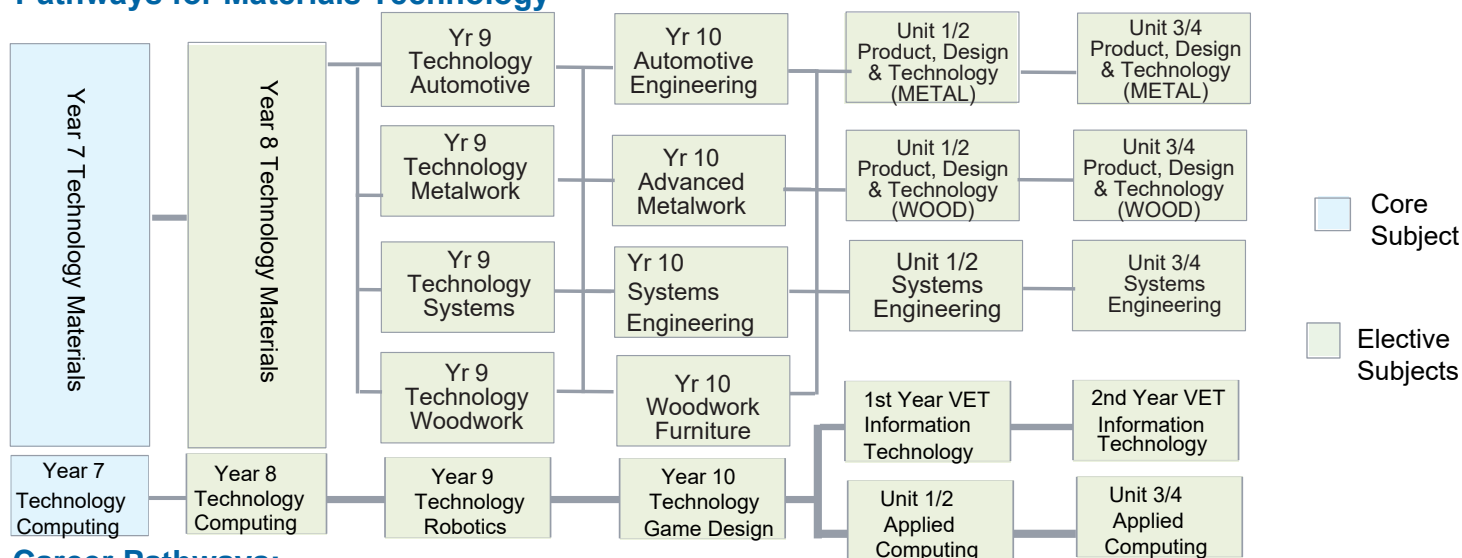 Pathways for Materials Technology
Year 7 Technology Materials
Year 8 Technology Materials
Yr 9
Technology
Automotive
Yr 9
Technology
Metalwork
Yr 9
Technology
Systems
Yr 9
Technology
Woodwork
Yr 10
Automotive
Engineering
Yr 10
Advanced
Metalwork
Yr 10
Systems
Engineering
Yr 10
Woodwork
Furniture
Unit 1/2
Product, Design
& Technology
(METAL)
Unit 3/4
Product, Design
& Technology
(METAL)
Unit 1/2
Product, Design
& Technology
(WOOD)
Unit 3/4
Product, Design
& Technology
(WOOD)
Unit 1/2
Systems
Engineering
Unit 3/4
Systems
Engineering
1st Year VET
Information
Technology
2nd Year VET
Information
Technology
Year 7
Technology
Computing
Year 8
Technology
Computing
Year 9
Technology
Robotics
Year 10
Technology
Game Design
Unit 1/2
Applied
Computing
Unit 3/4
Applied
Computing
Core
Subject
Elective
Subjects
Career Pathways: